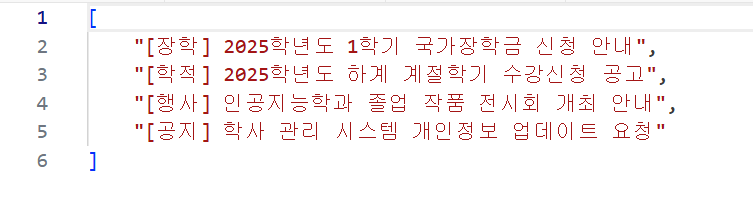 1 [
2 "[장학] 2025학년도 1학기 국가장학금 신청 안내",
3 "[학적] 2025학년도 하계 계절학기 수강신청 공고",
4 "[행사] 인공지능학과 졸업 작품 전시회 개최 안내",
5 "[공지] 학사 관리 시스템 개인정보 업데이트 요청"
6 ]